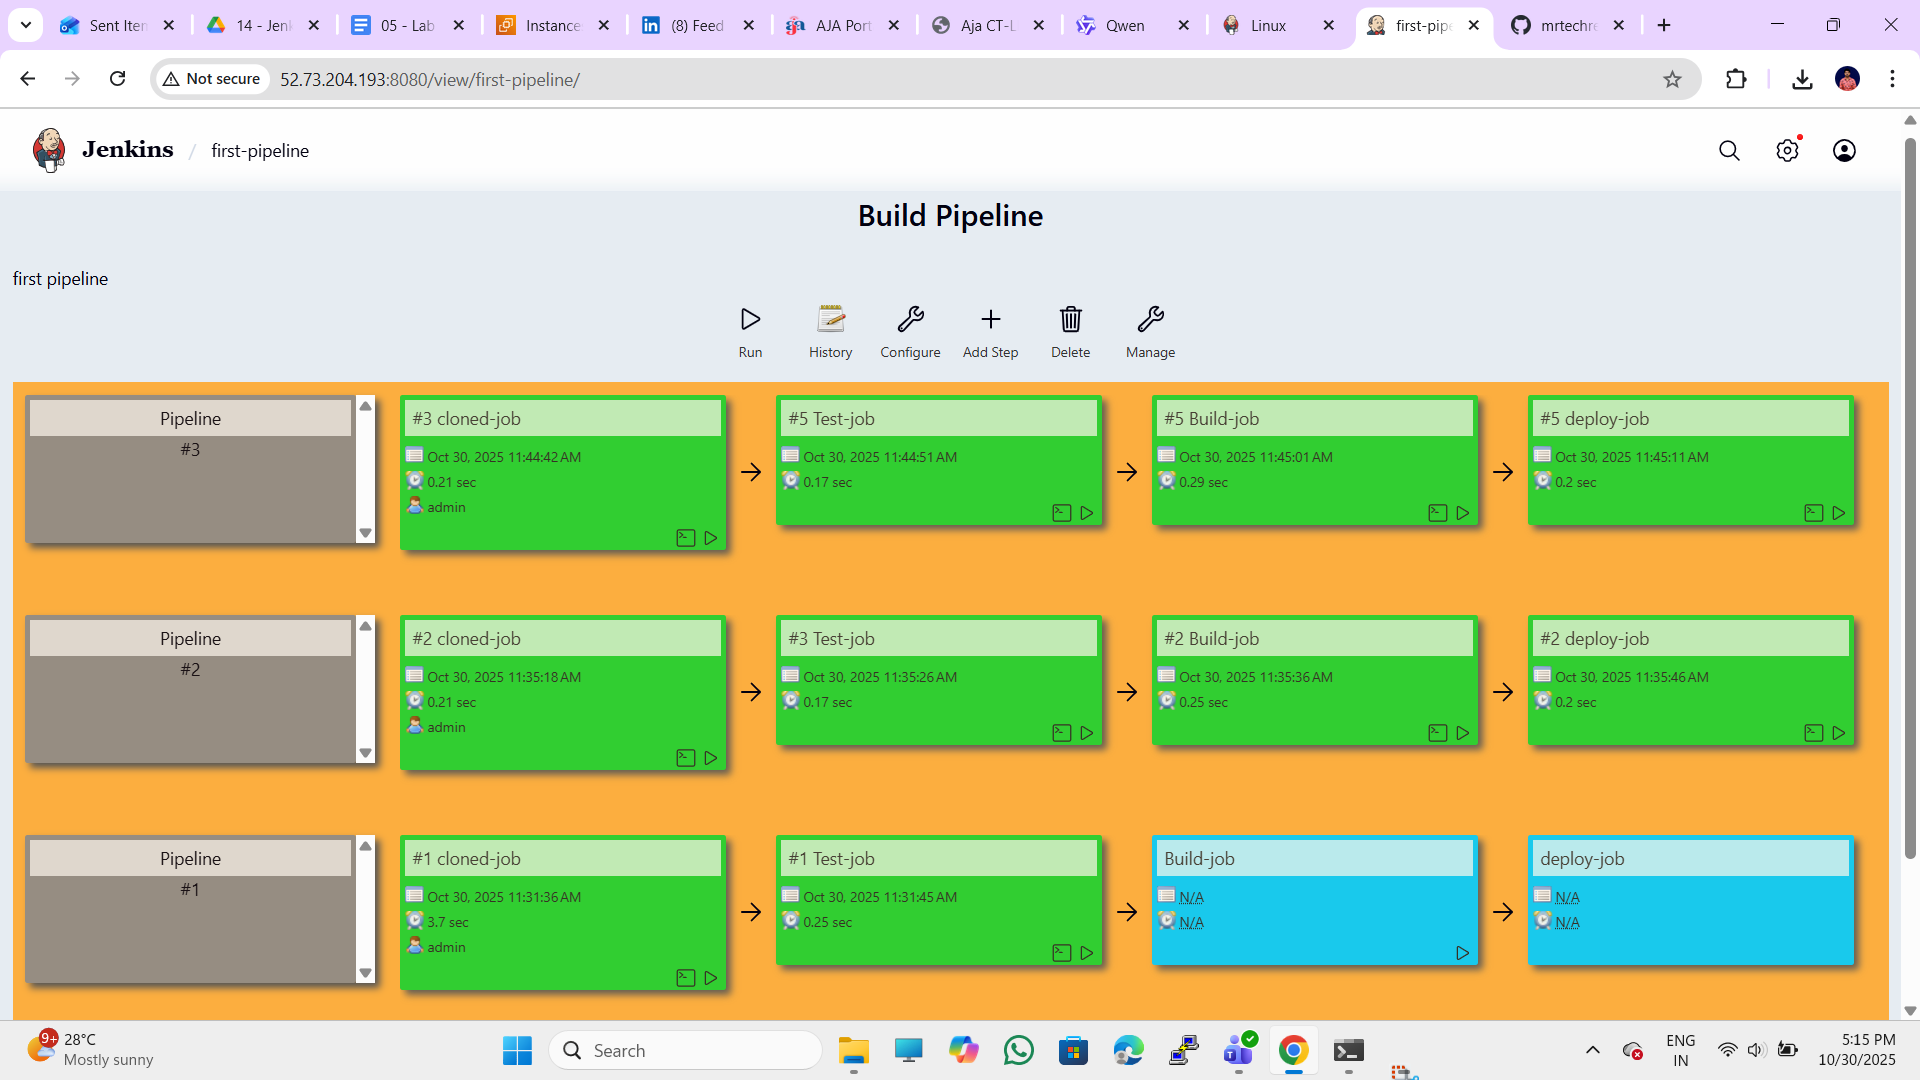 Sent Iten
14 - Jenk
05 - Lab
Instance
(8) Feed
AJA Port
Aja CT-L
Qwen
Linux
first-pipe
mrtechre
Not secure
52.73.204.193:8080/view/first-pipeline/
Jenkins / first-pipeline
Build Pipeline
first pipeline
Run
History
Configure
Add Step
Delete
Manage
Pipeline
#3
#3 cloned-job
Oct 30, 2025 11:44:42 AM
0.21 sec
admin
#5 Test-job
Oct 30, 2025 11:44:51 AM
0.17 sec
#5 Build-job
Oct 30, 2025 11:45:01 AM
0.29 sec
#5 deploy-job
Oct 30, 2025 11:45:11 AM
0.2 sec
Pipeline
#2
#2 cloned-job
Oct 30, 2025 11:35:18 AM
0.21 sec
admin
#3 Test-job
Oct 30, 2025 11:35:26 AM
0.17 sec
#2 Build-job
Oct 30, 2025 11:35:36 AM
0.25 sec
#2 deploy-job
Oct 30, 2025 11:35:46 AM
0.2 sec
Pipeline
#1
#1 cloned-job
Oct 30, 2025 11:31:36 AM
3.7 sec
admin
#1 Test-job
Oct 30, 2025 11:31:45 AM
0.25 sec
Build-job
N/A
N/A
deploy-job
N/A
N/A
9+
28°C
Mostly sunny
Search
ENG
IN
5:15 PM
10/30/2025